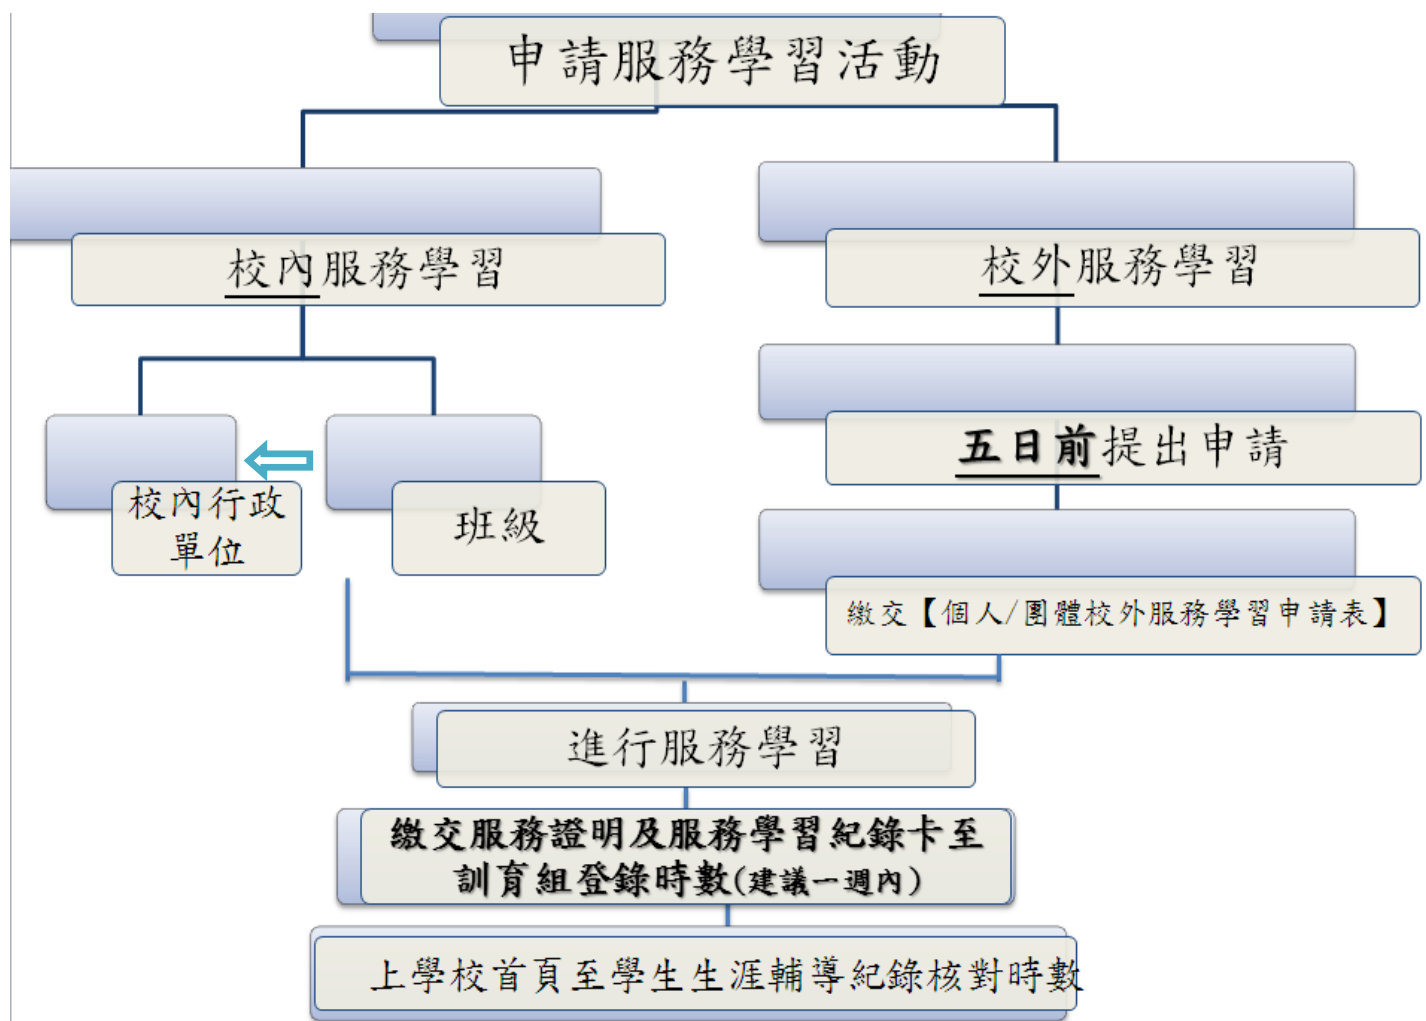 申請服務學習活動
校內服務學習
校外服務學習
五日前提出申請
校內行政
單位
班級
繳交【個人/團體校外服務學習申請表】
進行服務學習
繳交服務證明及服務學習紀錄卡至
訓育組登錄時數(建議一週內)
上學校首頁至學生生涯輔導紀錄核對時數